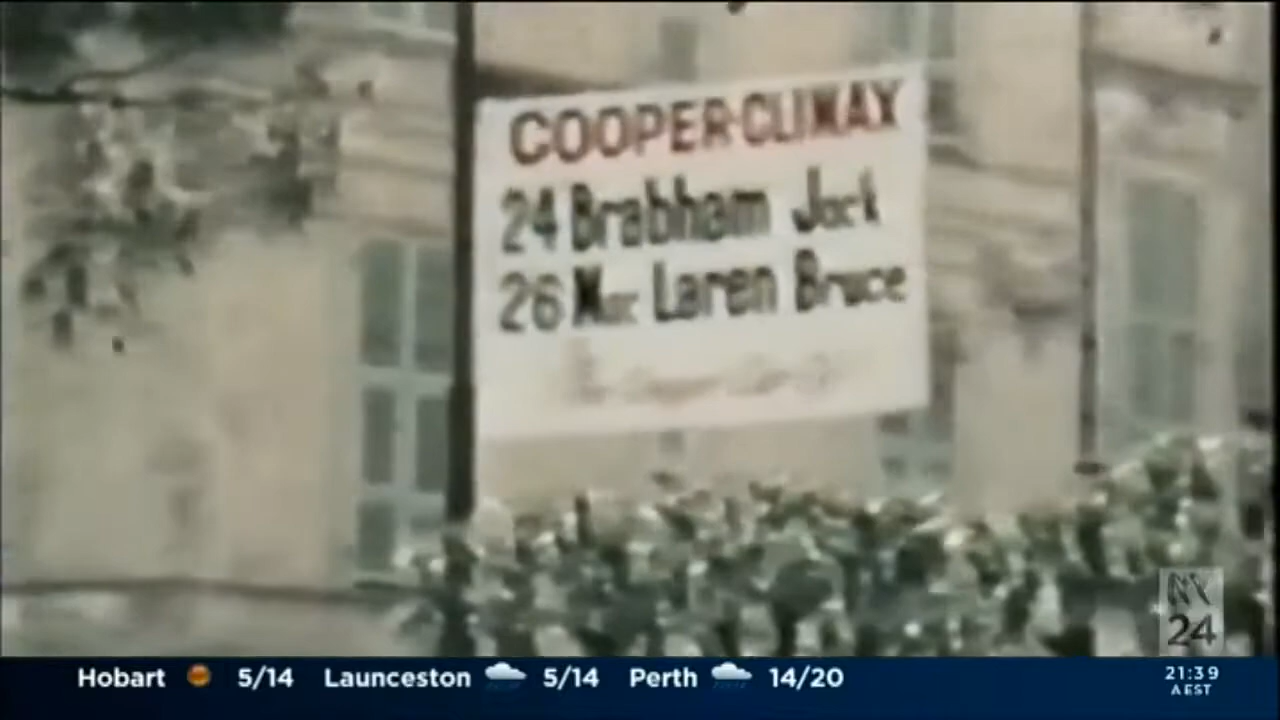 COOPER-CLIMAX
24 Brabham Jack
26 Mac Laren Bruce
24
Hobart 5/14 Launceston 5/14 Perth 14/20
21:39
AEST